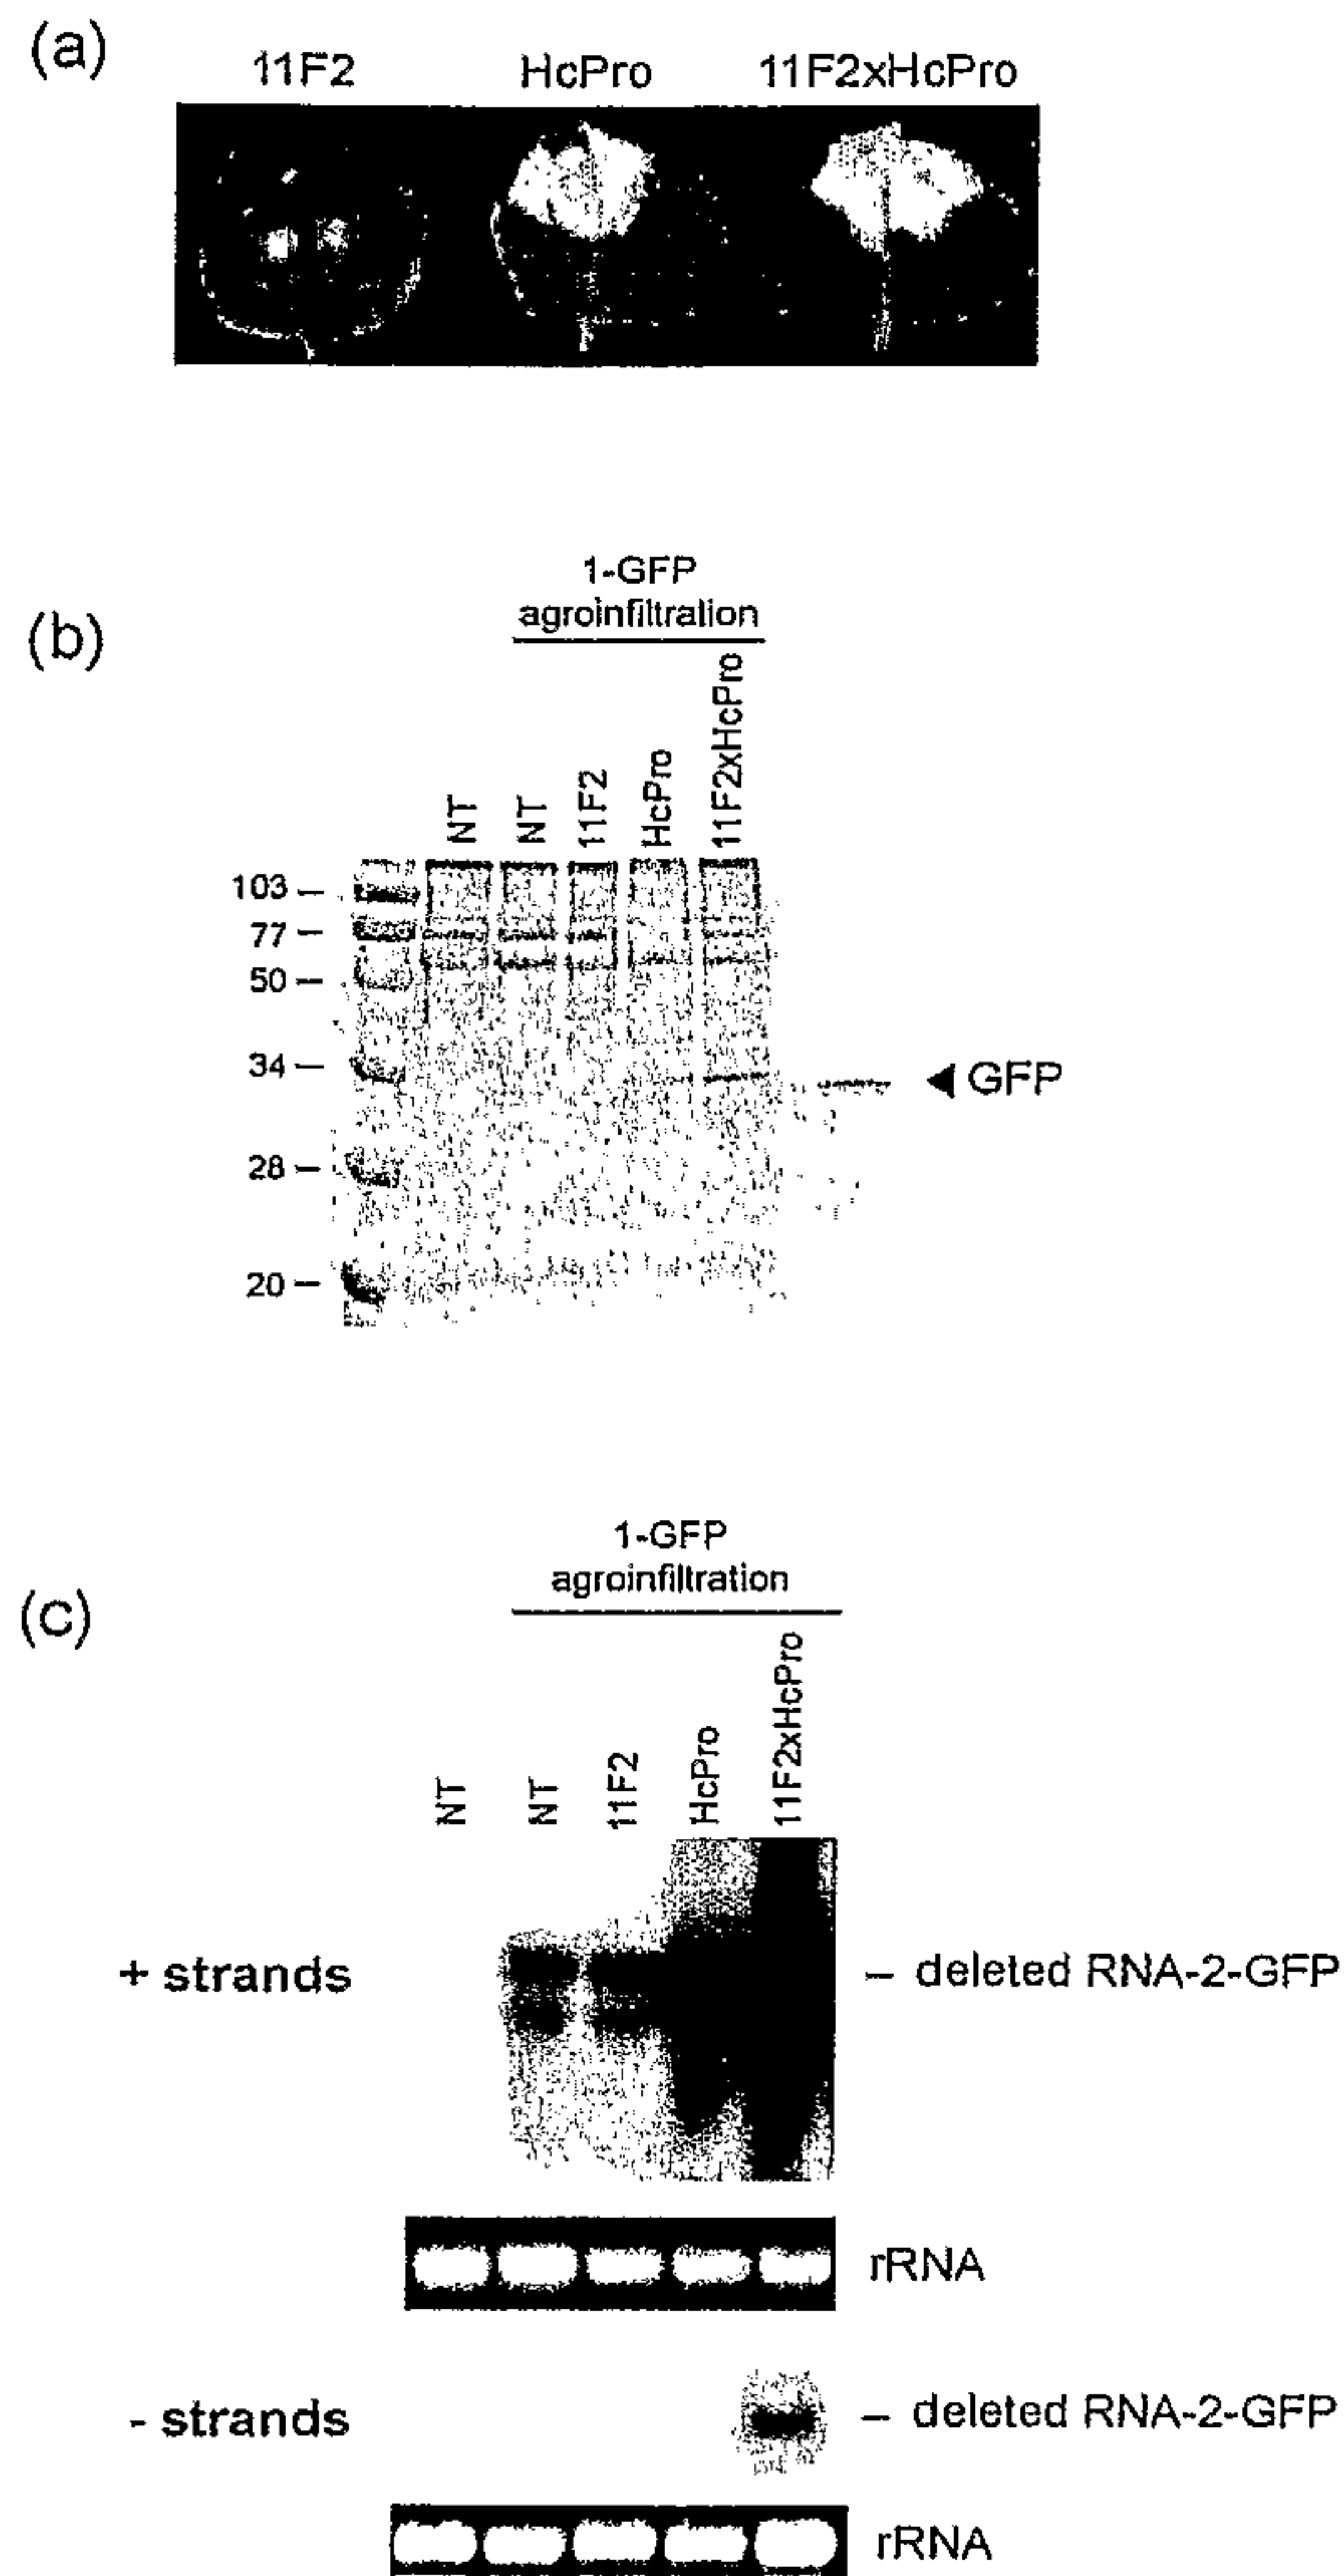 (a)
11F2 HcPro 11F2xHcPro
(b)
1-GFP
agroinfiltration
NT NT 11F2 HcPro 11F2xHcPro
103
77
50
34
GFP
28
20
(c)
1-GFP
agroinfiltration
NT NT 11F2 HcPro 11F2xHcPro
+ strands – deleted RNA-2-GFP
rRNA
- strands – deleted RNA-2-GFP
rRNA